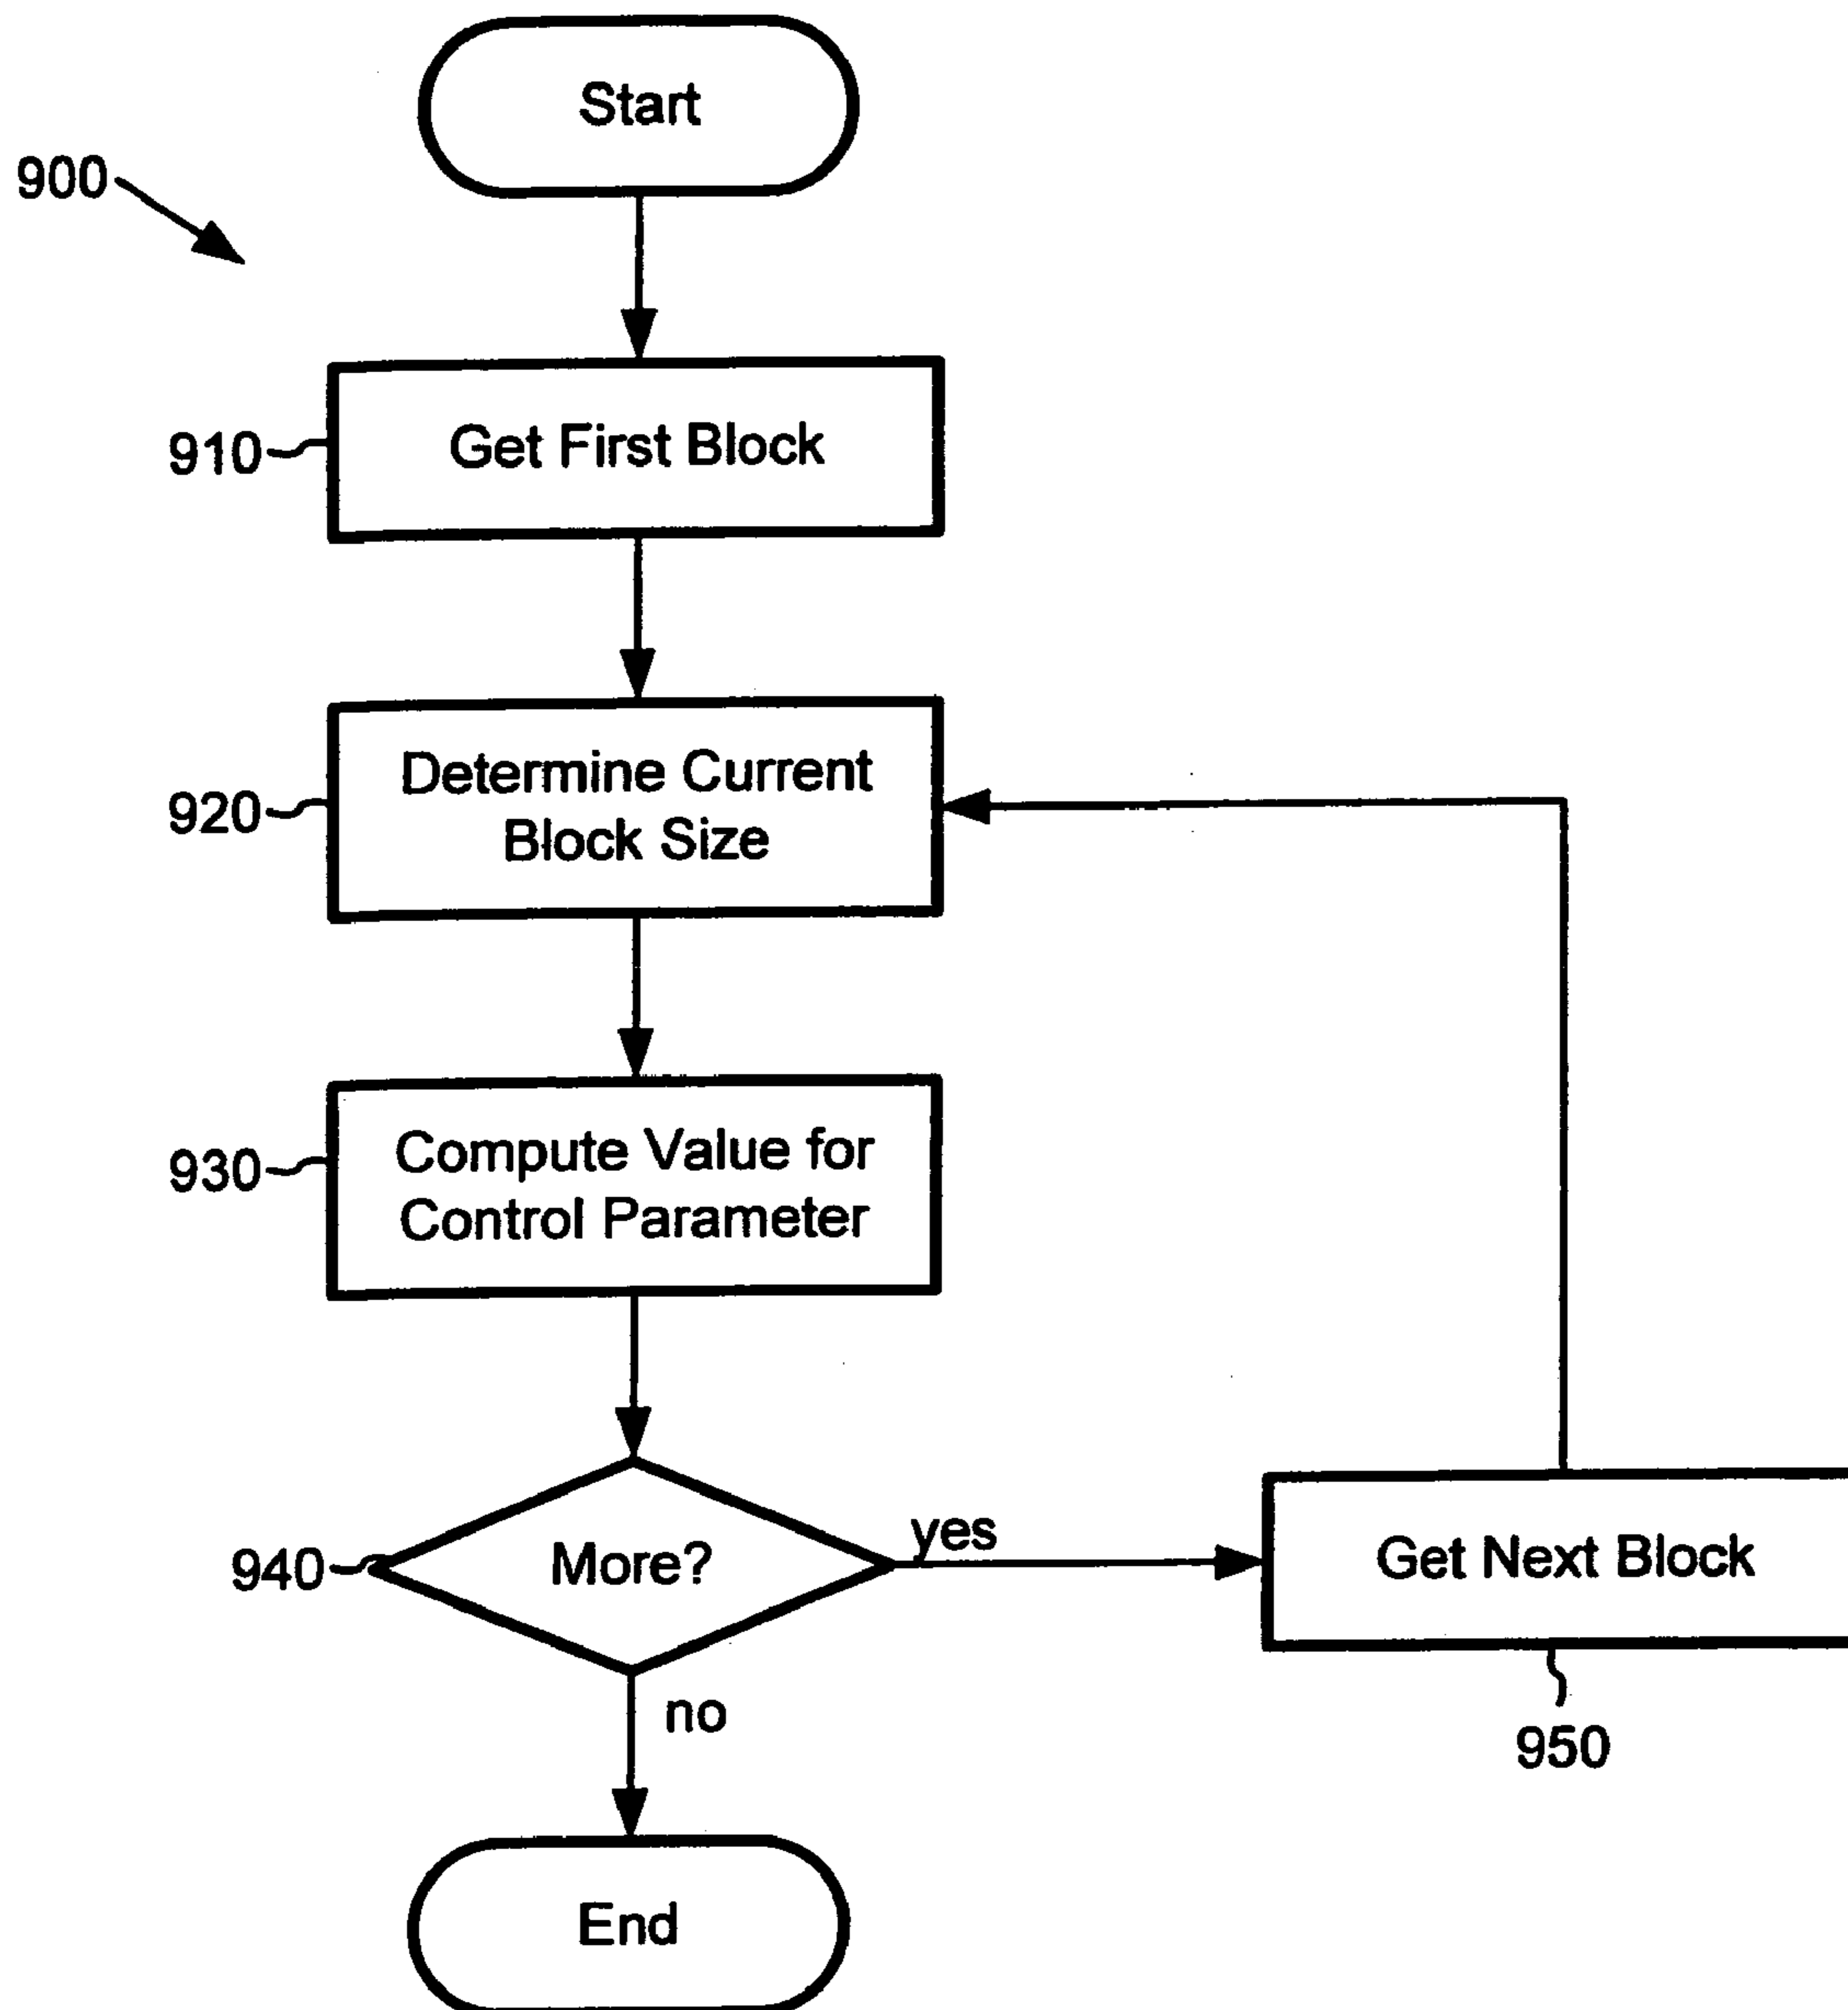 Start
900
Get First Block
910
Determine Current
Block Size
920
Compute Value for
Control Parameter
930
More?
940
yes
Get Next Block
950
no
End